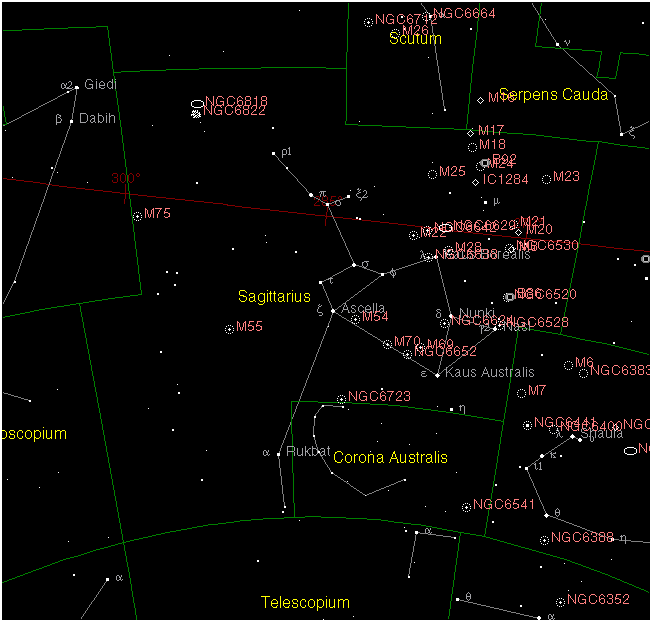 NGC6664
NGC6712
M26
Scutum
ν
α2 Giedi
Serpens Cauda
M16
NGC6818
NGC6822
β Dabih
M17
ξ
M18
ρ1
B92
M24
M25
IC1284
M23
300°
π
ξ2
ο
μ
M75
M21
M22
M20
NGC6530
M28
λ
Kaus Borealis
σ
φ
τ
Sagittarius
B86
NGC6520
ζ Ascella
M54
δ Nunki
NGC6624
NGC6528
γ2 Nasl
M55
M70
M69
NGC6652
M6
ε Kaus Australis
NGC6383
M7
NGC6723
η
NGC6441
NGC6400
NGC
oscopium
λ Shaula
υ
α Rukbat
Corona Australis
κ
ι1
NGC6541
θ
α
NGC6388
η
α
Telescopium
θ
NGC6352
α